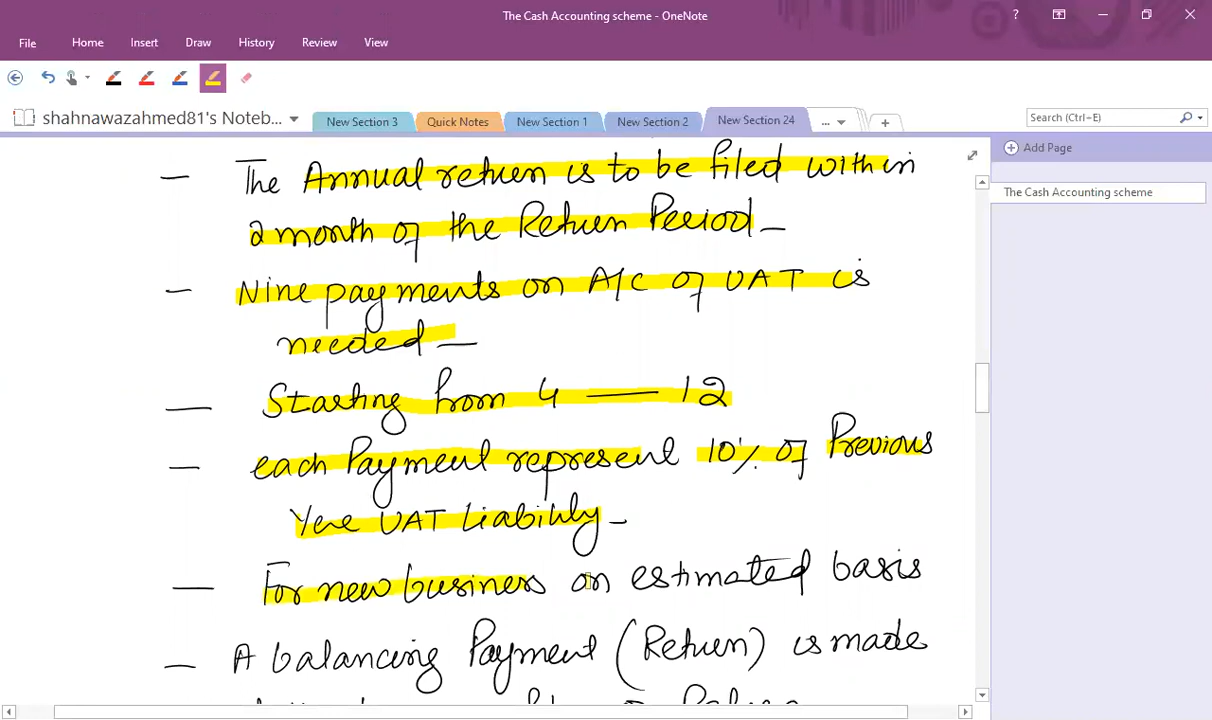 The Cash Accounting scheme - OneNote
?
File Home Insert Draw History Review View
shahnawazahmed81's Noteb...
New Section 3 Quick Notes New Section 1 New Section 2 New Section 24 ... +
Search (Ctrl+E)
Add Page
The Cash Accounting scheme
- The Annual return is to be filed within
2 month of the Return Period -
- Nine payments on A/C of VAT is
needed -
- Starting from 4 — 12
- each Payment represent 10% of Previous
VAT liability -
- For new business on estimated basis
- A balancing Payment (Return) is made